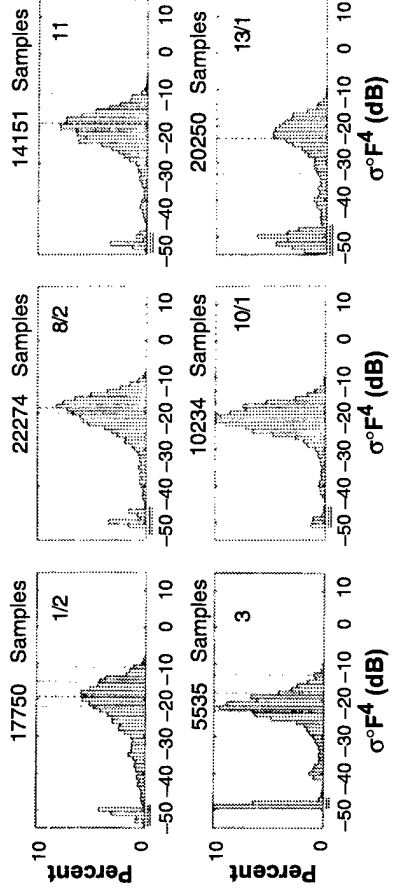 17750 Samples 22274 Samples 14151 Samples
10
1/2 8/2 11
Percent
0
−50 −40 −30 −20 −10 0 10 −50 −40 −30 −20 −10 0 10 −50 −40 −30 −20 −10 0 10
5535 Samples 10234 Samples 20250 Samples
10
3 10/1 13/1
Percent
0
−50 −40 −30 −20 −10 0 10 −50 −40 −30 −20 −10 0 10 −50 −40 −30 −20 −10 0 10
σ°F⁴ (dB) σ°F⁴ (dB) σ°F⁴ (dB)